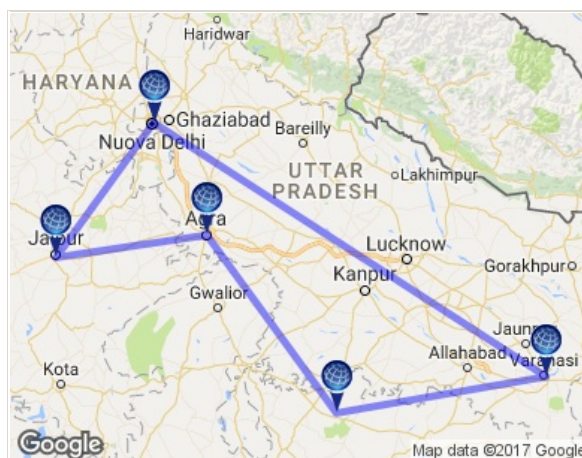 Haridwar
HARYANA
Ghaziabad
Nuova Delhi
Bareilly
UTTAR
PRADESH
Lakhimpur
Jaipur
Agra
Lucknow
Gorakhpur
Kanpur
Gwalior
Jaun
Allahabad
Varanasi
Kota
Google
Map data ©2017 Google